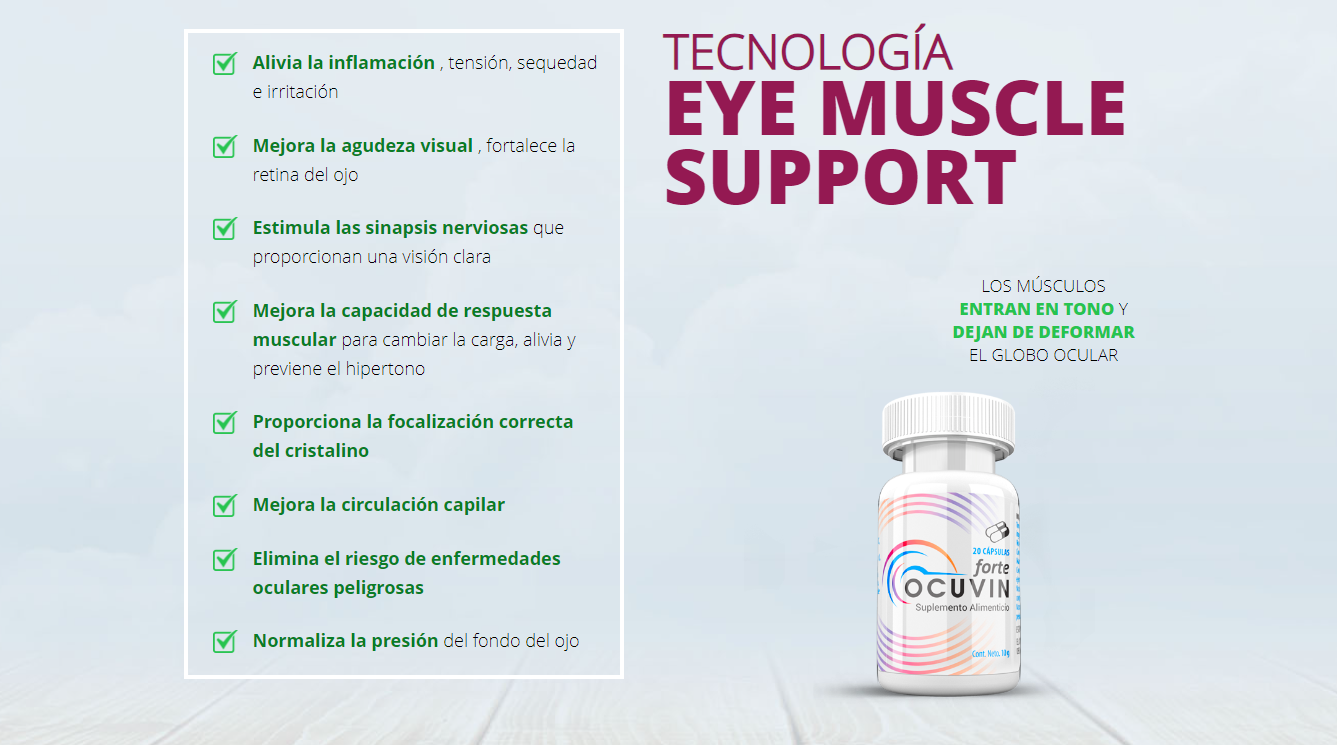 Alivia la inflamación , tensión, sequedad
e irritación
Mejora la agudeza visual , fortalece la
retina del ojo
Estimula las sinapsis nerviosas que
proporcionan una visión clara
Mejora la capacidad de respuesta
muscular para cambiar la carga, alivia y
previene el hipertono
Proporciona la focalización correcta
del cristalino
Mejora la circulación capilar
Elimina el riesgo de enfermedades
oculares peligrosas
Normaliza la presión del fondo del ojo
TECNOLOGÍA
EYE MUSCLE
SUPPORT
LOS MÚSCULOS
ENTRAN EN TONO Y
DEJAN DE DEFORMAR
EL GLOBO OCULAR
20 CÁPSULAS
forte
OCUVIN
Suplemento Alimenticio
Cont. Neto. 10g